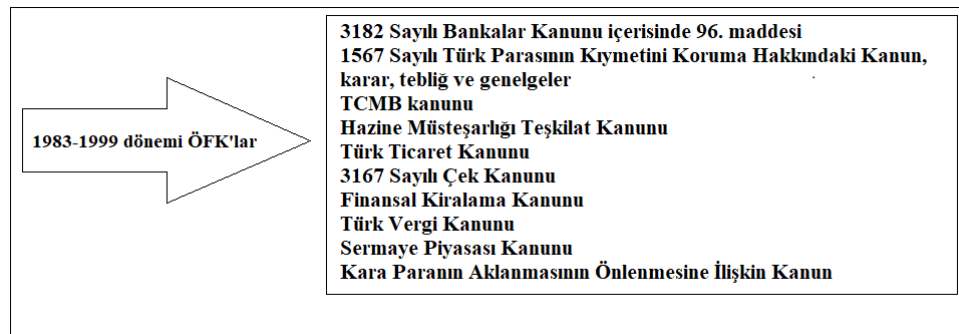 1983-1999 dönemi ÖFK'lar
3182 Sayılı Bankalar Kanunu içerisinde 96. maddesi
1567 Sayılı Türk Parasının Kıymetini Koruma Hakkındaki Kanun,
karar, tebliğ ve genelgeler
TCMB kanunu
Hazine Müsteşarlığı Teşkilat Kanunu
Türk Ticaret Kanunu
3167 Sayılı Çek Kanunu
Finansal Kiralama Kanunu
Türk Vergi Kanunu
Sermaye Piyasası Kanunu
Kara Paranın Aklanmasının Önlenmesine İlişkin Kanun